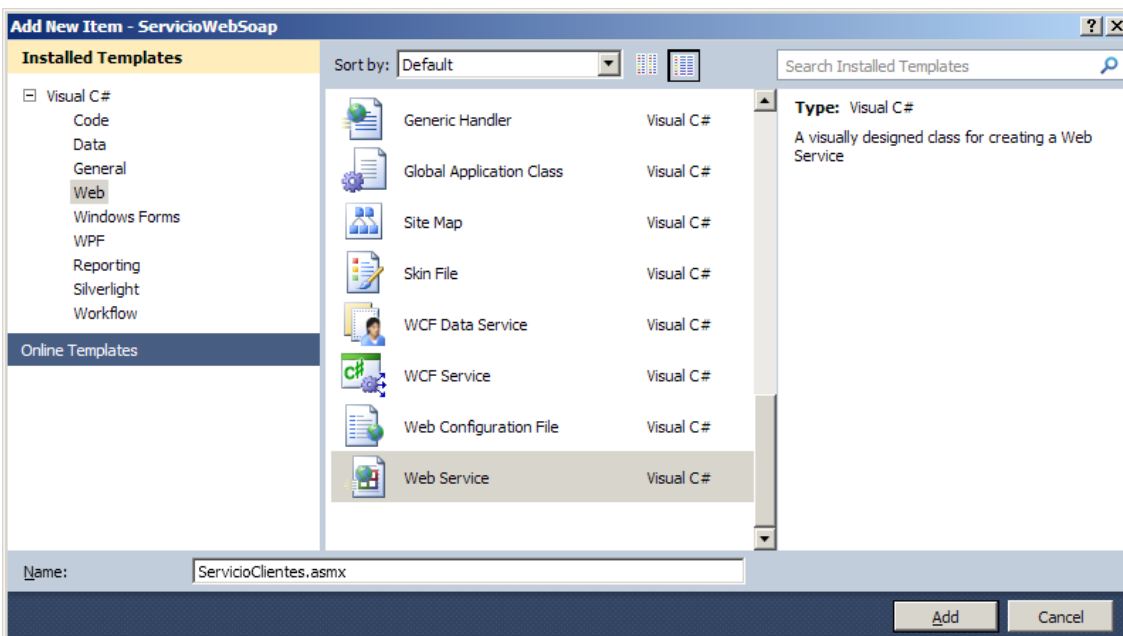 Add New Item - ServicioWebSoap
Installed Templates
Visual C#
Code
Data
General
Web
Windows Forms
WPF
Reporting
Silverlight
Workflow
Online Templates
Sort by: Default
Generic Handler Visual C#
Global Application Class Visual C#
Site Map Visual C#
Skin File Visual C#
WCF Data Service Visual C#
WCF Service Visual C#
Web Configuration File Visual C#
Web Service Visual C#
Search Installed Templates
Type: Visual C#
A visually designed class for creating a Web
Service
Name: ServicioClientes.asmx
Add Cancel